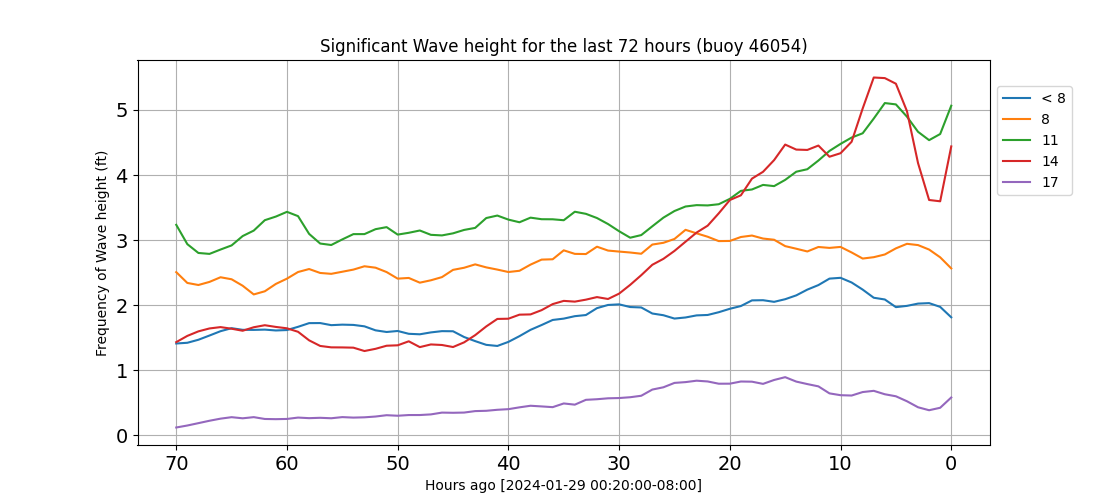 Significant Wave height for the last 72 hours (buoy 46054)
Frequency of Wave height (ft)
5
4
3
2
1
0
70 60 50 40 30 20 10 0
Hours ago [2024-01-29 00:20:00-08:00]
< 8
8
11
14
17